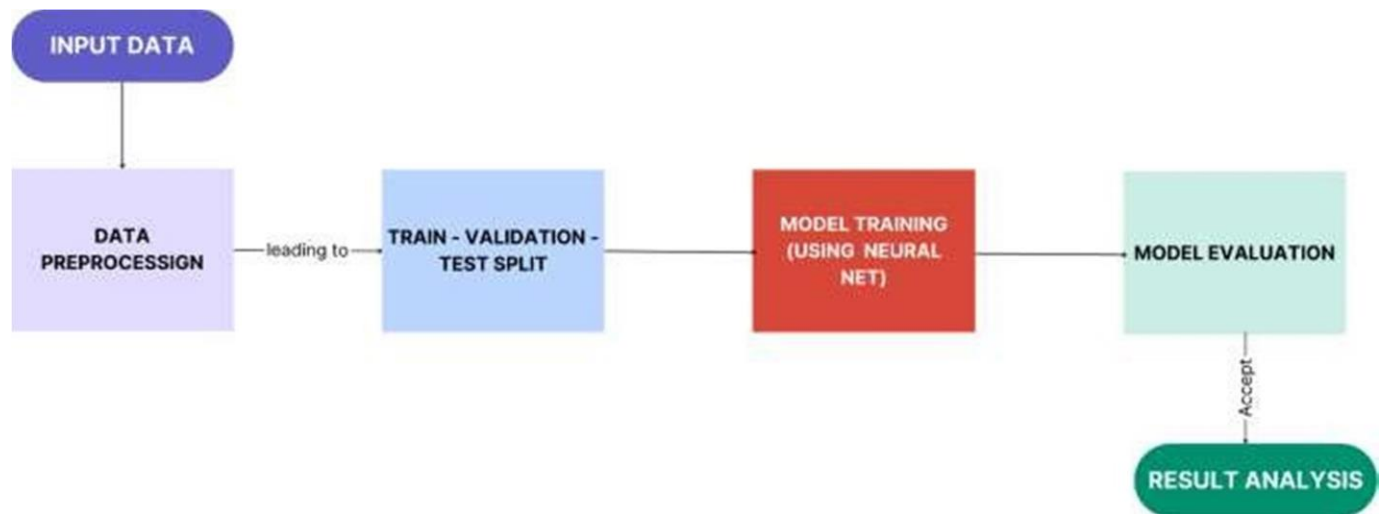 INPUT DATA
DATA
PREPROCESSIGN
leading to
TRAIN - VALIDATION -
TEST SPLIT
MODEL TRAINING
(USING NEURAL
NET)
MODEL EVALUATION
Accept
RESULT ANALYSIS